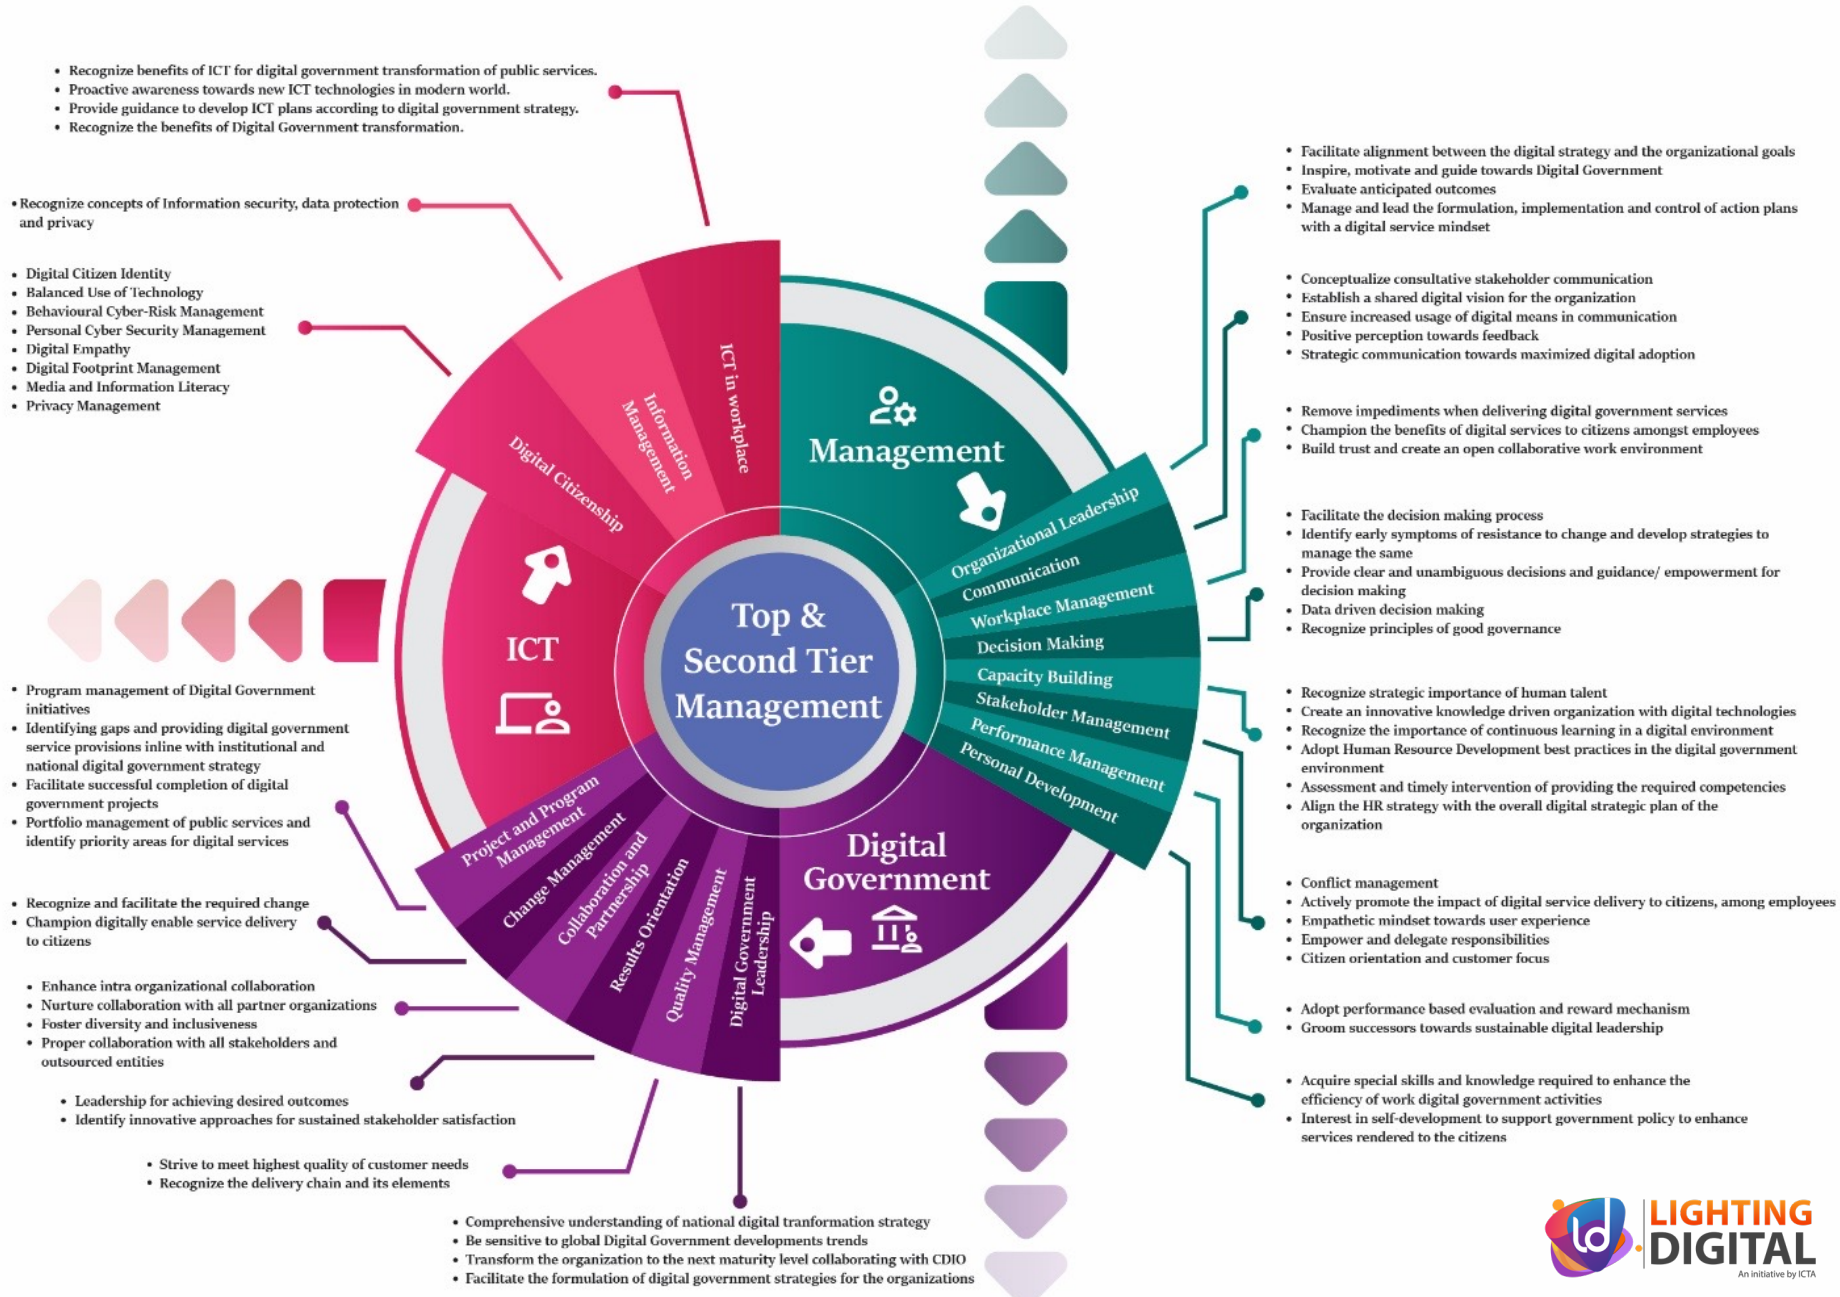 • Recognize benefits of ICT for digital government transformation of public services.
• Proactive awareness towards new ICT technologies in modern world.
• Provide guidance to develop ICT plans according to digital government strategy.
• Recognize the benefits of Digital Government transformation.
• Recognize concepts of Information security, data protection
and privacy
• Digital Citizen Identity
• Balanced Use of Technology
• Behavioural Cyber-Risk Management
• Personal Cyber Security Management
• Digital Empathy
• Digital Footprint Management
• Media and Information Literacy
• Privacy Management
ICT in workplace
Information
Management
Digital Citizenship
ICT
Management
Top &
Second Tier
Management
Digital
Government
Organizational Leadership
Communication
Workplace Management
Decision Making
Capacity Building
Stakeholder Management
Performance Management
Personal Development
Project and Program
Management
Change Management
Collaboration and
Partnership
Results Orientation
Quality Management
Digital Government
Leadership
• Facilitate alignment between the digital strategy and the organizational goals
• Inspire, motivate and guide towards Digital Government
• Evaluate anticipated outcomes
• Manage and lead the formulation, implementation and control of action plans
with a digital service mindset
• Conceptualize consultative stakeholder communication
• Establish a shared digital vision for the organization
• Ensure increased usage of digital means in communication
• Positive perception towards feedback
• Strategic communication towards maximized digital adoption
• Remove impediments when delivering digital government services
• Champion the benefits of digital services to citizens amongst employees
• Build trust and create an open collaborative work environment
• Facilitate the decision making process
• Identify early symptoms of resistance to change and develop strategies to
manage the same
• Provide clear and unambiguous decisions and guidance/ empowerment for
decision making
• Data driven decision making
• Recognize principles of good governance
• Recognize strategic importance of human talent
• Create an innovative knowledge driven organization with digital technologies
• Recognize the importance of continuous learning in a digital environment
• Adopt Human Resource Development best practices in the digital government
environment
• Assessment and timely intervention of providing the required competencies
• Align the HR strategy with the overall digital strategic plan of the
organization
• Conflict management
• Actively promote the impact of digital service delivery to citizens, among employees
• Empathetic mindset towards user experience
• Empower and delegate responsibilities
• Citizen orientation and customer focus
• Adopt performance based evaluation and reward mechanism
• Groom successors towards sustainable digital leadership
• Acquire special skills and knowledge required to enhance the
efficiency of work digital government activities
• Interest in self-development to support government policy to enhance
services rendered to the citizens
• Program management of Digital Government
initiatives
• Identifying gaps and providing digital government
service provisions inline with institutional and
national digital government strategy
• Facilitate successful completion of digital
government projects
• Portfolio management of public services and
identify priority areas for digital services
• Recognize and facilitate the required change
• Champion digitally enable service delivery
to citizens
• Enhance intra organizational collaboration
• Nurture collaboration with all partner organizations
• Foster diversity and inclusiveness
• Proper collaboration with all stakeholders and
outsourced entities
• Leadership for achieving desired outcomes
• Identify innovative approaches for sustained stakeholder satisfaction
• Strive to meet highest quality of customer needs
• Recognize the delivery chain and its elements
• Comprehensive understanding of national digital tranformation strategy
• Be sensitive to global Digital Government developments trends
• Transform the organization to the next maturity level collaborating with CDIO
• Facilitate the formulation of digital government strategies for the organizations
ld
LIGHTING
DIGITAL
An initiative by ICTA